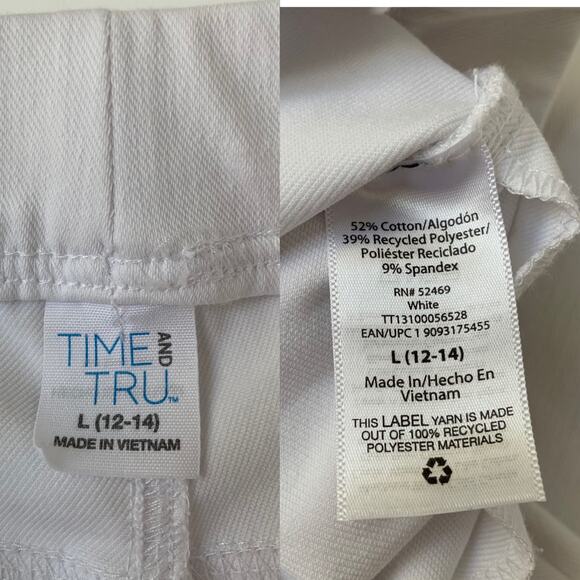 TIME AND
TRU™
L (12-14)
MADE IN VIETNAM
52% Cotton/Algodón
39% Recycled Polyester/
Poliéster Reciclado
9% Spandex
RN# 52469
White
TT13100056528
EAN/UPC 1 9093175455
L (12-14)
Made In/Hecho En
Vietnam
THIS LABEL YARN IS MADE
OUT OF 100% RECYCLED
POLYESTER MATERIALS